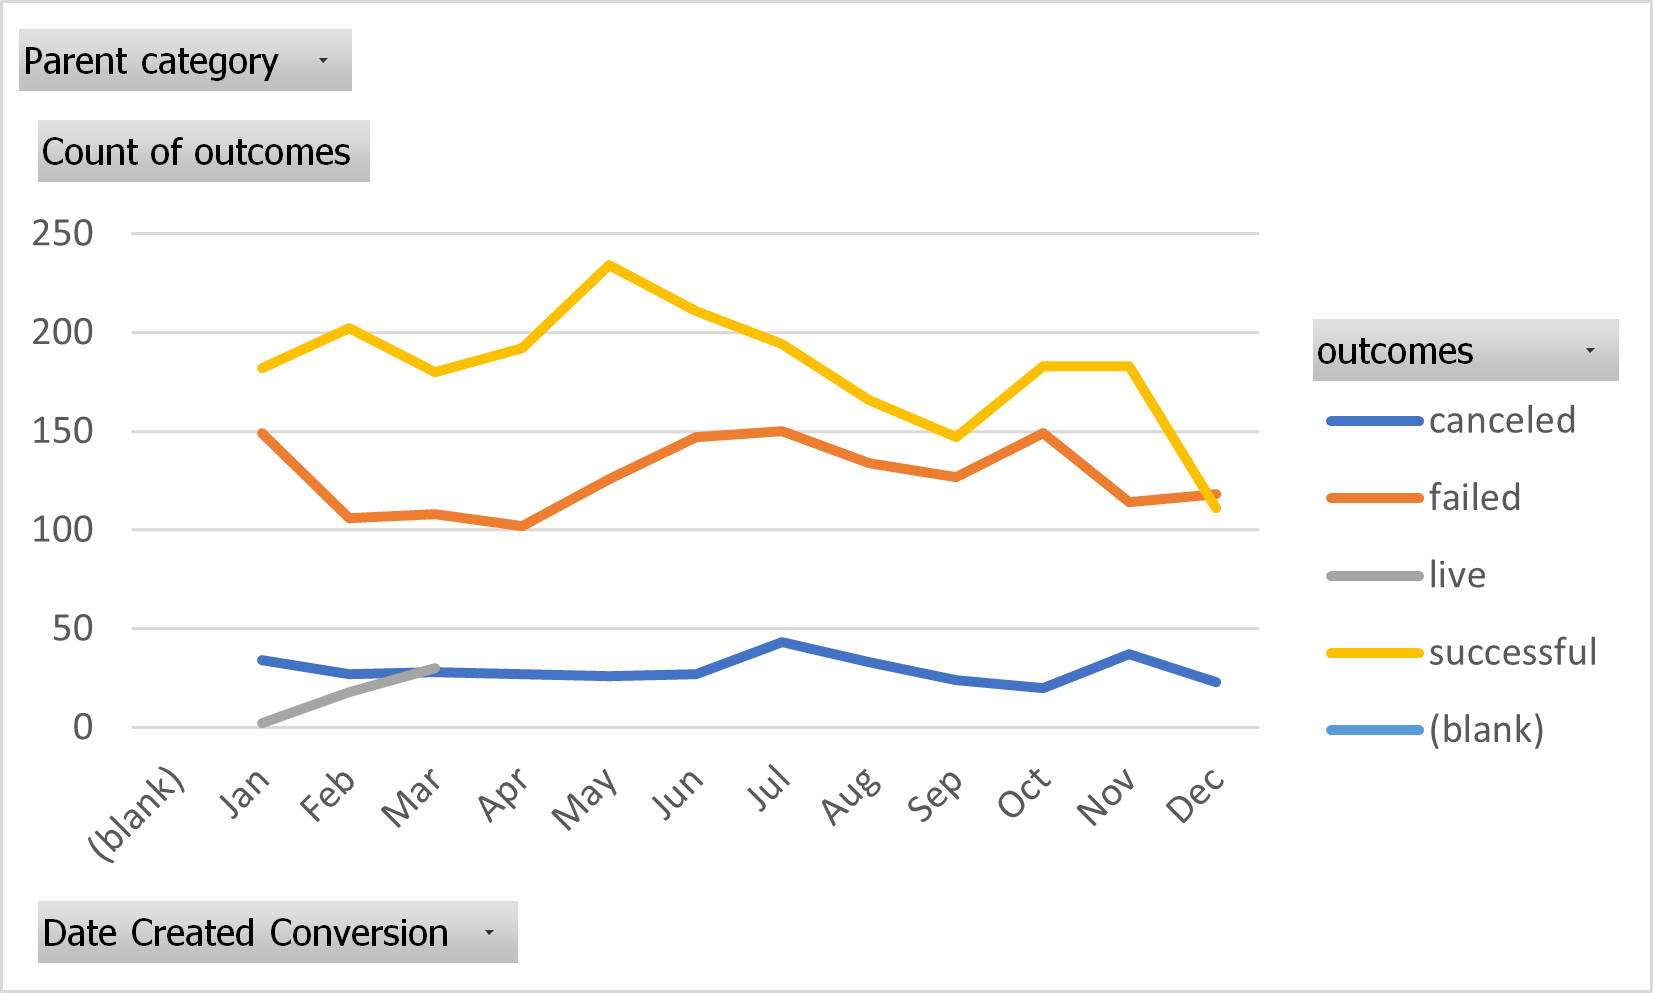 Parent category
Count of outcomes
250
200
150
100
50
0
(blank)
Jan
Feb
Mar
Apr
May
Jun
Jul
Aug
Sep
Oct
Nov
Dec
outcomes
canceled
failed
live
successful
(blank)
Date Created Conversion